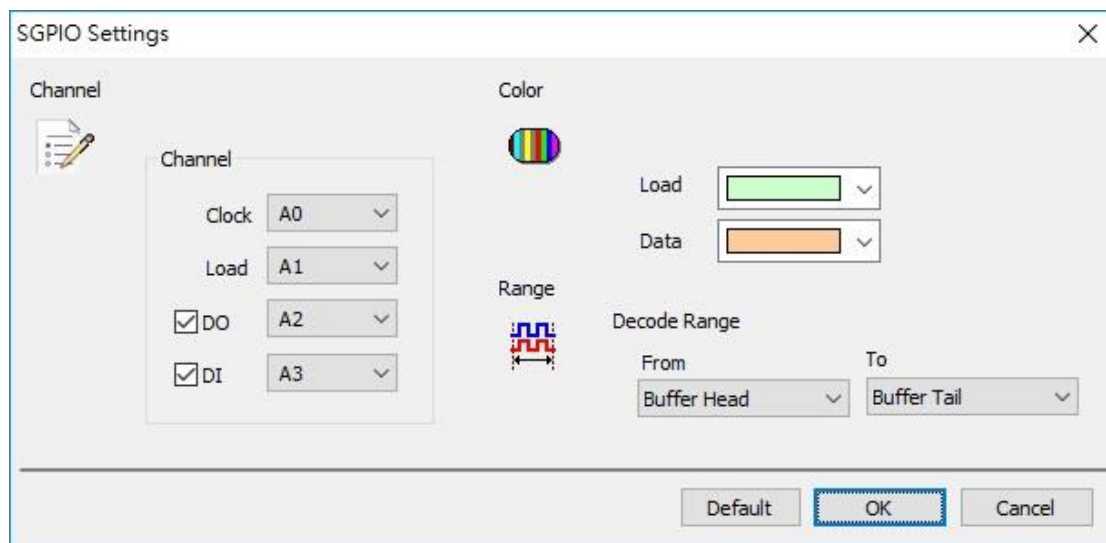 SGPIO Settings
Channel
Channel
Clock A0
Load A1
DO A2
DI A3
Color
Load
Data
Range
Decode Range
From To
Buffer Head Buffer Tail
Default OK Cancel